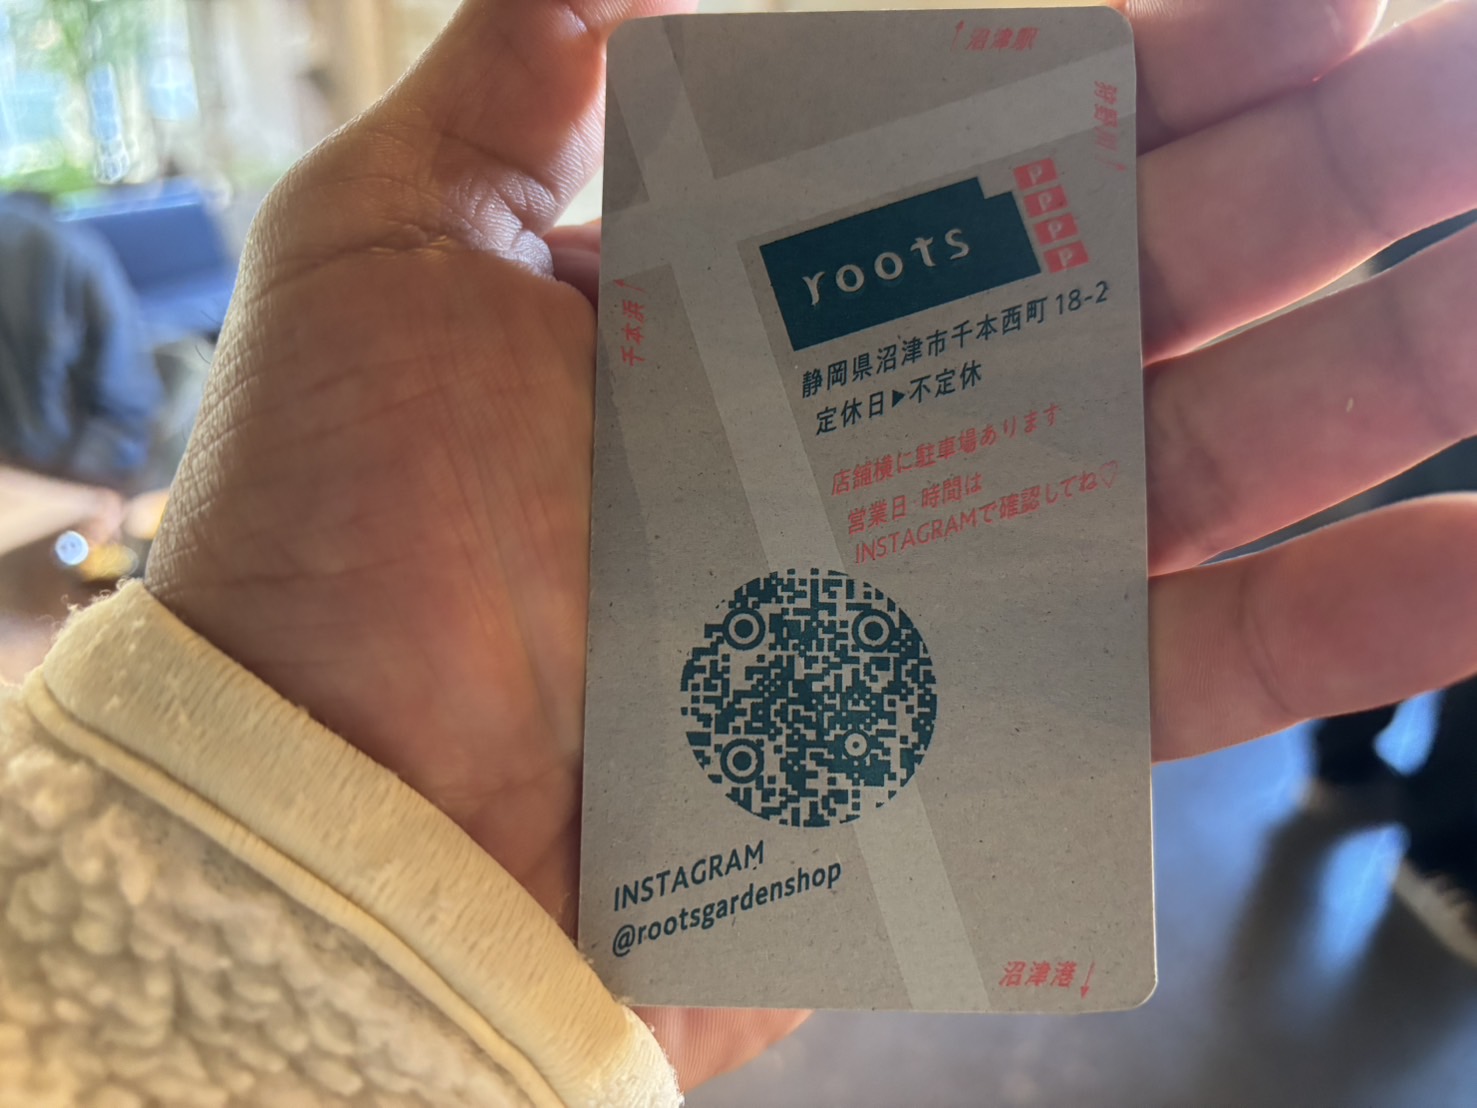 ↑沼津駅
狩野川↑
P
P
P
P
roots
千本浜↑
静岡県沼津市千本西町 18-2
定休日▶不定休
店舗横に駐車場あります
営業日・時間は
INSTAGRAMで確認してね♡
INSTAGRAM
@rootsgardenshop
沼津港↓